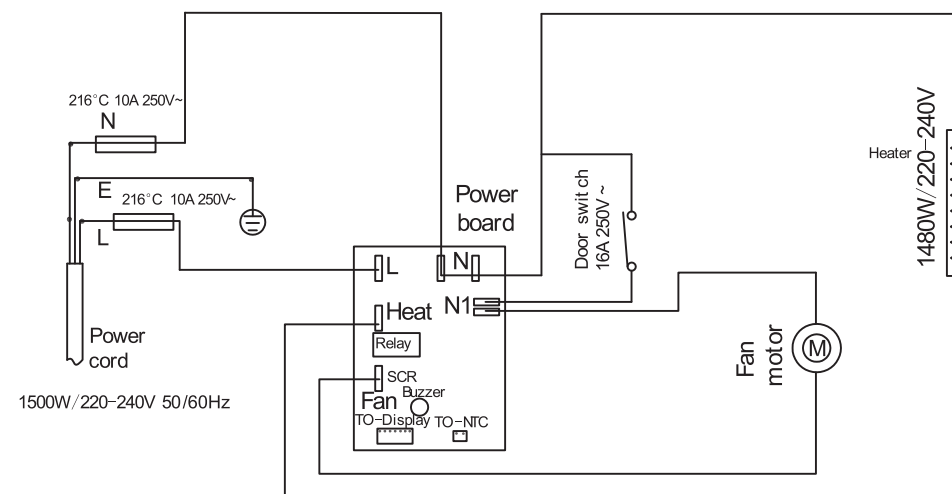 216°C 10A 250V~
N
E
216°C 10A 250V~
L
Power
cord
1500W/220-240V 50/60Hz
Power
board
L
N
Heat
N1
Relay
SCR
Fan
Buzzer
TO-Display
TO-NTC
Door switch
16A 250V ~
Fan
motor
M
Heater
1480W/220-240V